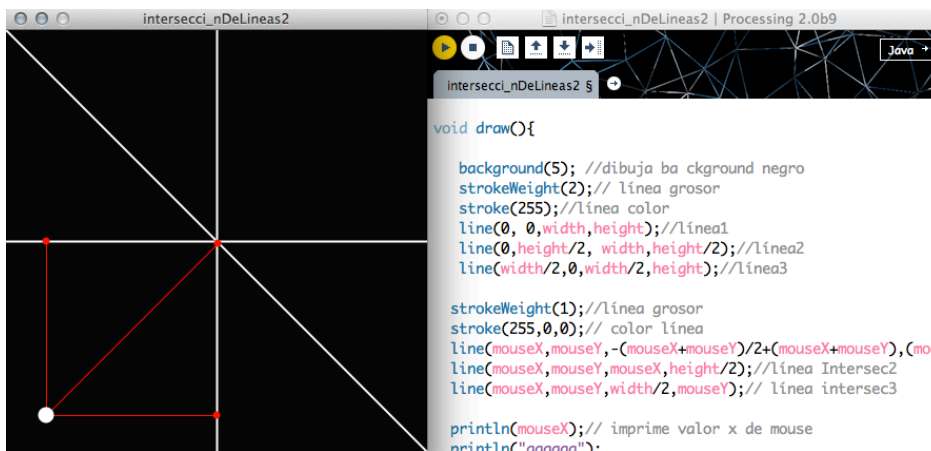 intersecci_nDeLineas2
intersecci_nDeLineas2 | Processing 2.0b9
Java
intersecci_nDeLineas2 §
void draw(){
background(5); //dibuja ba ckground negro
strokeWeight(2);// línea grosor
stroke(255);//línea color
line(0, 0,width,height);//línea1
line(0,height/2, width,height/2);//línea2
line(width/2,0,width/2,height);//línea3
strokeWeight(1);//línea grosor
stroke(255,0,0);// color línea
line(mouseX,mouseY,-(mouseX+mouseY)/2+(mouseX+mouseY),(mo
line(mouseX,mouseY,mouseX,height/2);//línea Intersec2
line(mouseX,mouseY,width/2,mouseY);// línea intersec3
println(mouseX);// imprime valor x de mouse